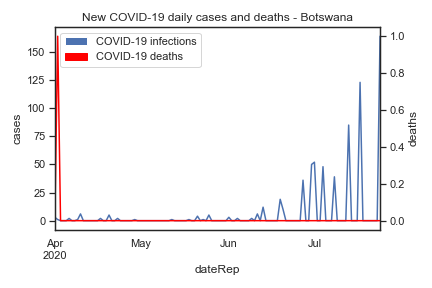 New COVID-19 daily cases and deaths - Botswana
COVID-19 infections
COVID-19 deaths
150
125
100
75
50
25
0
cases
1.0
0.8
0.6
0.4
0.2
0.0
deaths
Apr May Jun Jul
2020
dateRep